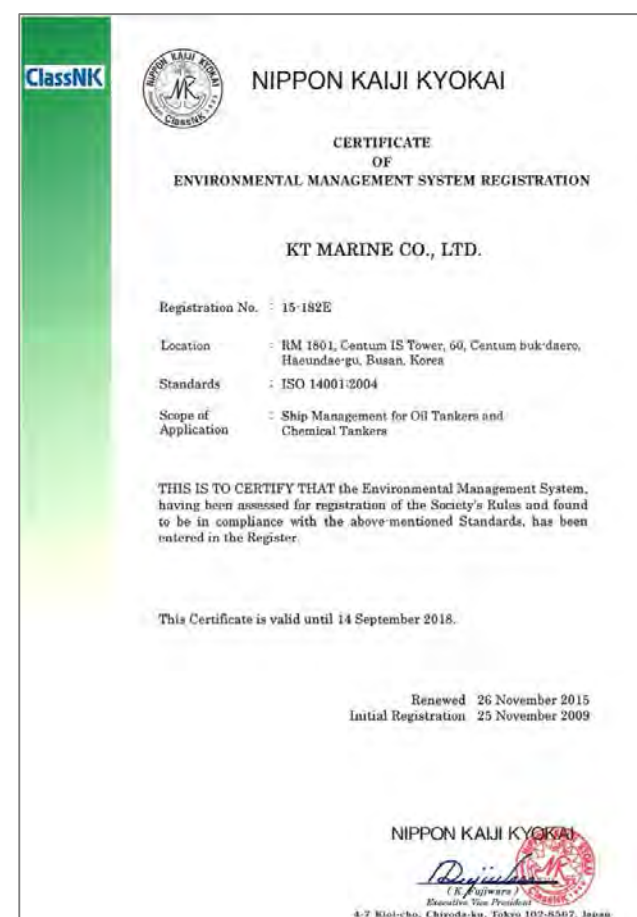 ClassNK
NIPPON KAIJI KYOKAI
ClassNK
NIPPON KAIJI KYOKAI
CERTIFICATE
OF
ENVIRONMENTAL MANAGEMENT SYSTEM REGISTRATION
KT MARINE CO., LTD.
Registration No. : 15-182E
Location : RM 1801, Centum IS Tower, 60, Centum buk-daero,
Haeundae-gu, Busan, Korea
Standards : ISO 14001:2004
Scope of : Ship Management for Oil Tankers and
Application Chemical Tankers
THIS IS TO CERTIFY THAT the Environmental Management System,
having been assessed for registration of the Society's Rules and found
to be in compliance with the above-mentioned Standards, has been
entered in the Register.
This Certificate is valid until 14 September 2018.
Renewed 26 November 2015
Initial Registration 25 November 2009
NIPPON KAIJI KYOKAI
( K. Fujiwara )
Executive Vice President
4-7 Kioi-cho, Chiyoda-ku, Tokyo 102-8567, Japan